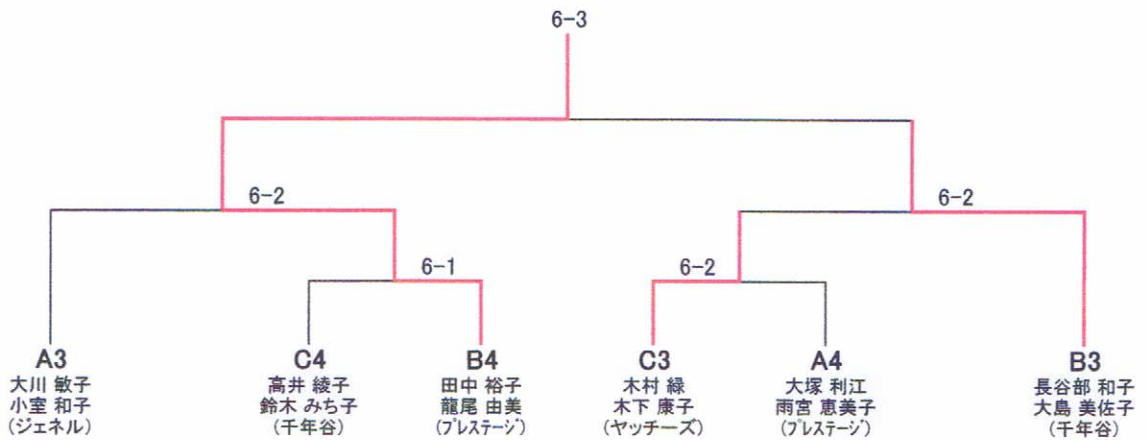 6-3
6-2
6-2
6-1
6-2
A3
大川 敏子
小室 和子
(ジェネル)
C4
高井 綾子
鈴木 みち子
(千年谷)
B4
田中 裕子
龍尾 由美
(プレステージ)
C3
木村 緑
木下 康子
(ヤッチーズ)
A4
大塚 利江
雨宮 恵美子
(プレステージ)
B3
長谷部 和子
大島 美佐子
(千年谷)